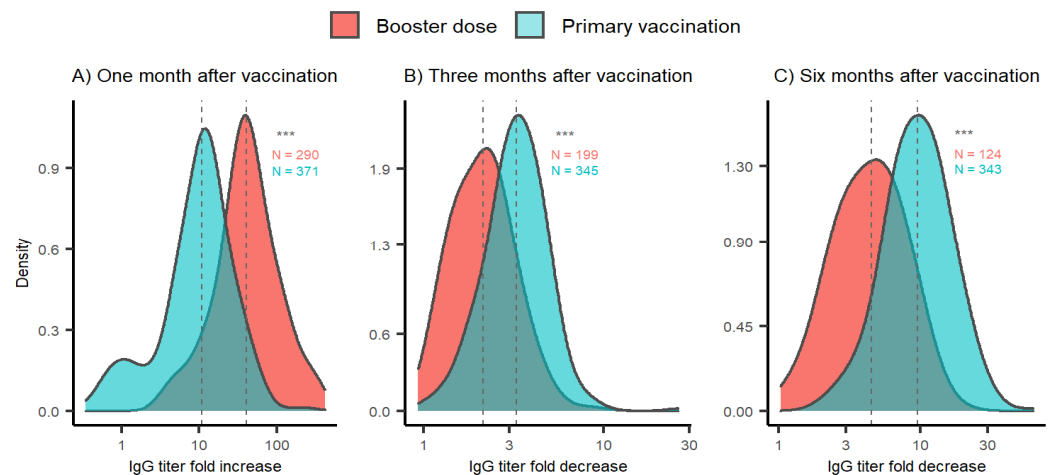 Booster dose Primary vaccination
A) One month after vaccination
Density
0.9
0.6
0.3
0.0
***
N = 290
N = 371
1 10 100
IgG titer fold increase
B) Three months after vaccination
1.9
1.3
0.6
0.0
***
N = 199
N = 345
1 3 10 30
IgG titer fold decrease
C) Six months after vaccination
1.30
0.90
0.45
0.00
***
N = 124
N = 343
1 3 10 30
IgG titer fold decrease